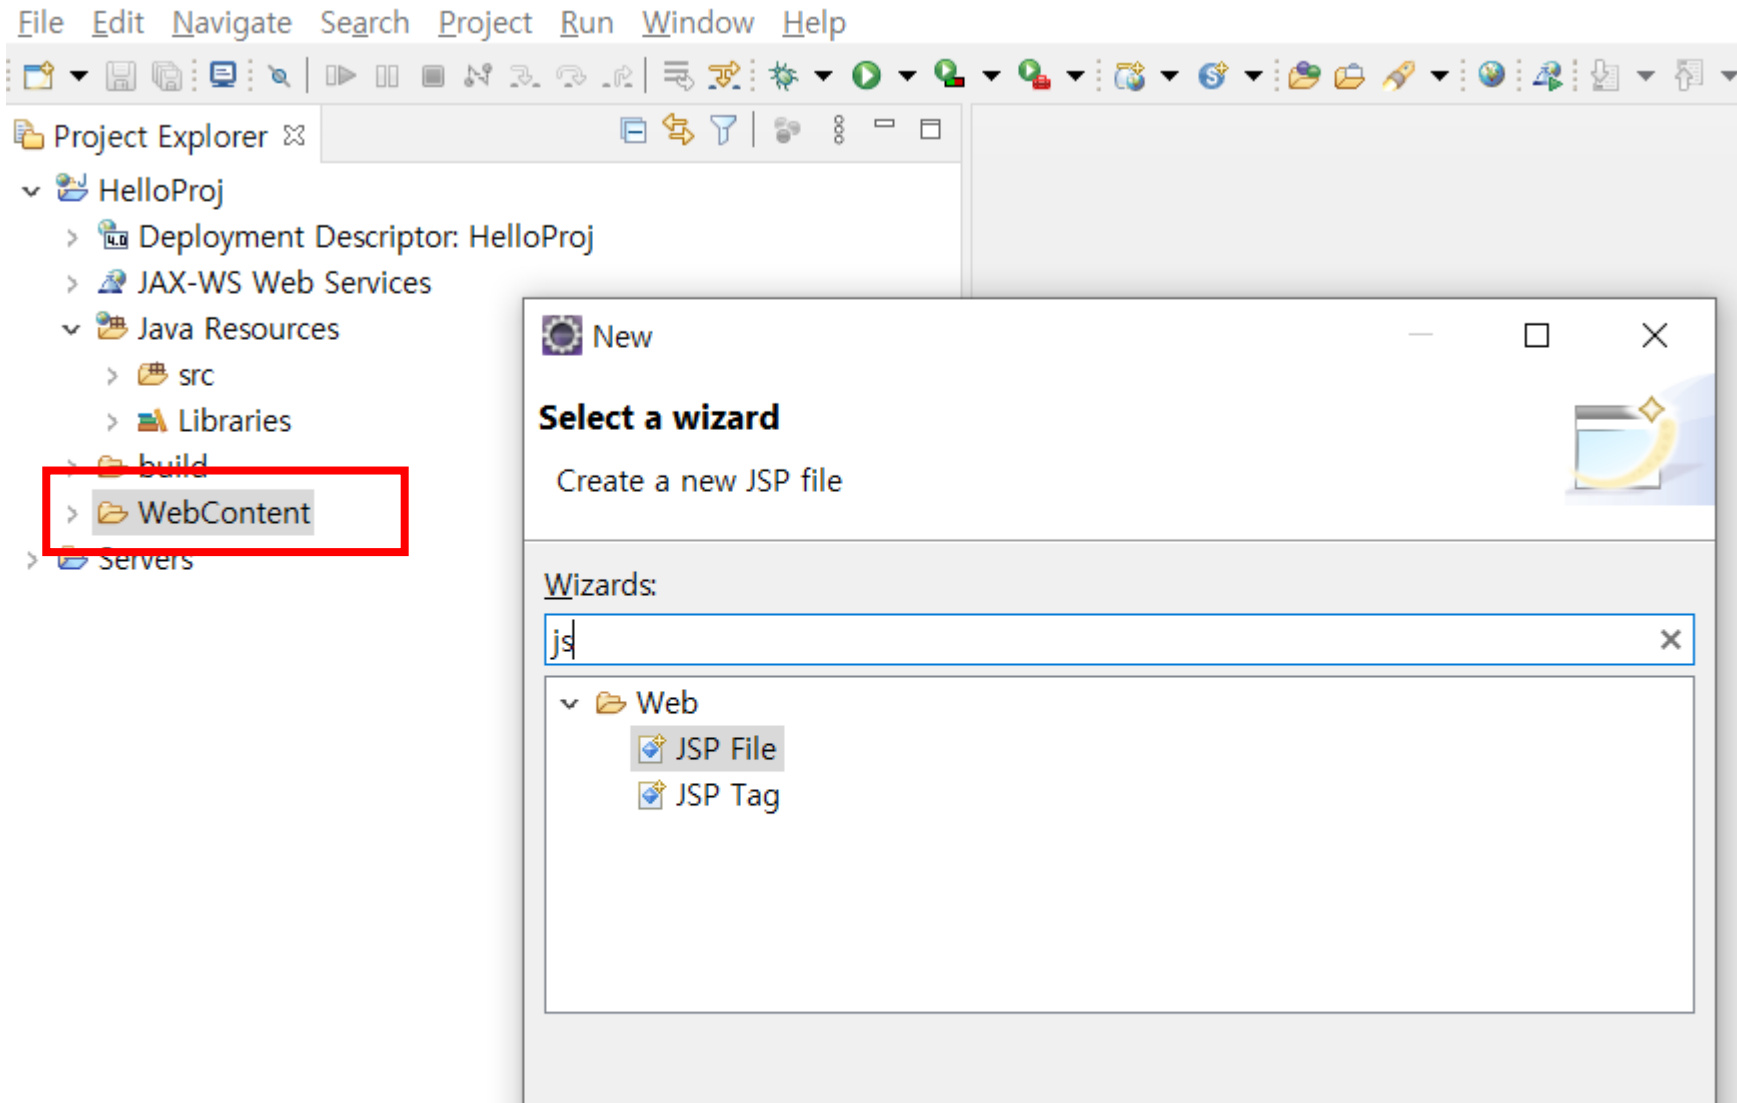 File Edit Navigate Search Project Run Window Help
Project Explorer
HelloProj
4.0 Deployment Descriptor: HelloProj
JAX-WS Web Services
Java Resources
src
Libraries
build
WebContent
Servers
New
Select a wizard
Create a new JSP file
Wizards:
js
Web
JSP File
JSP Tag